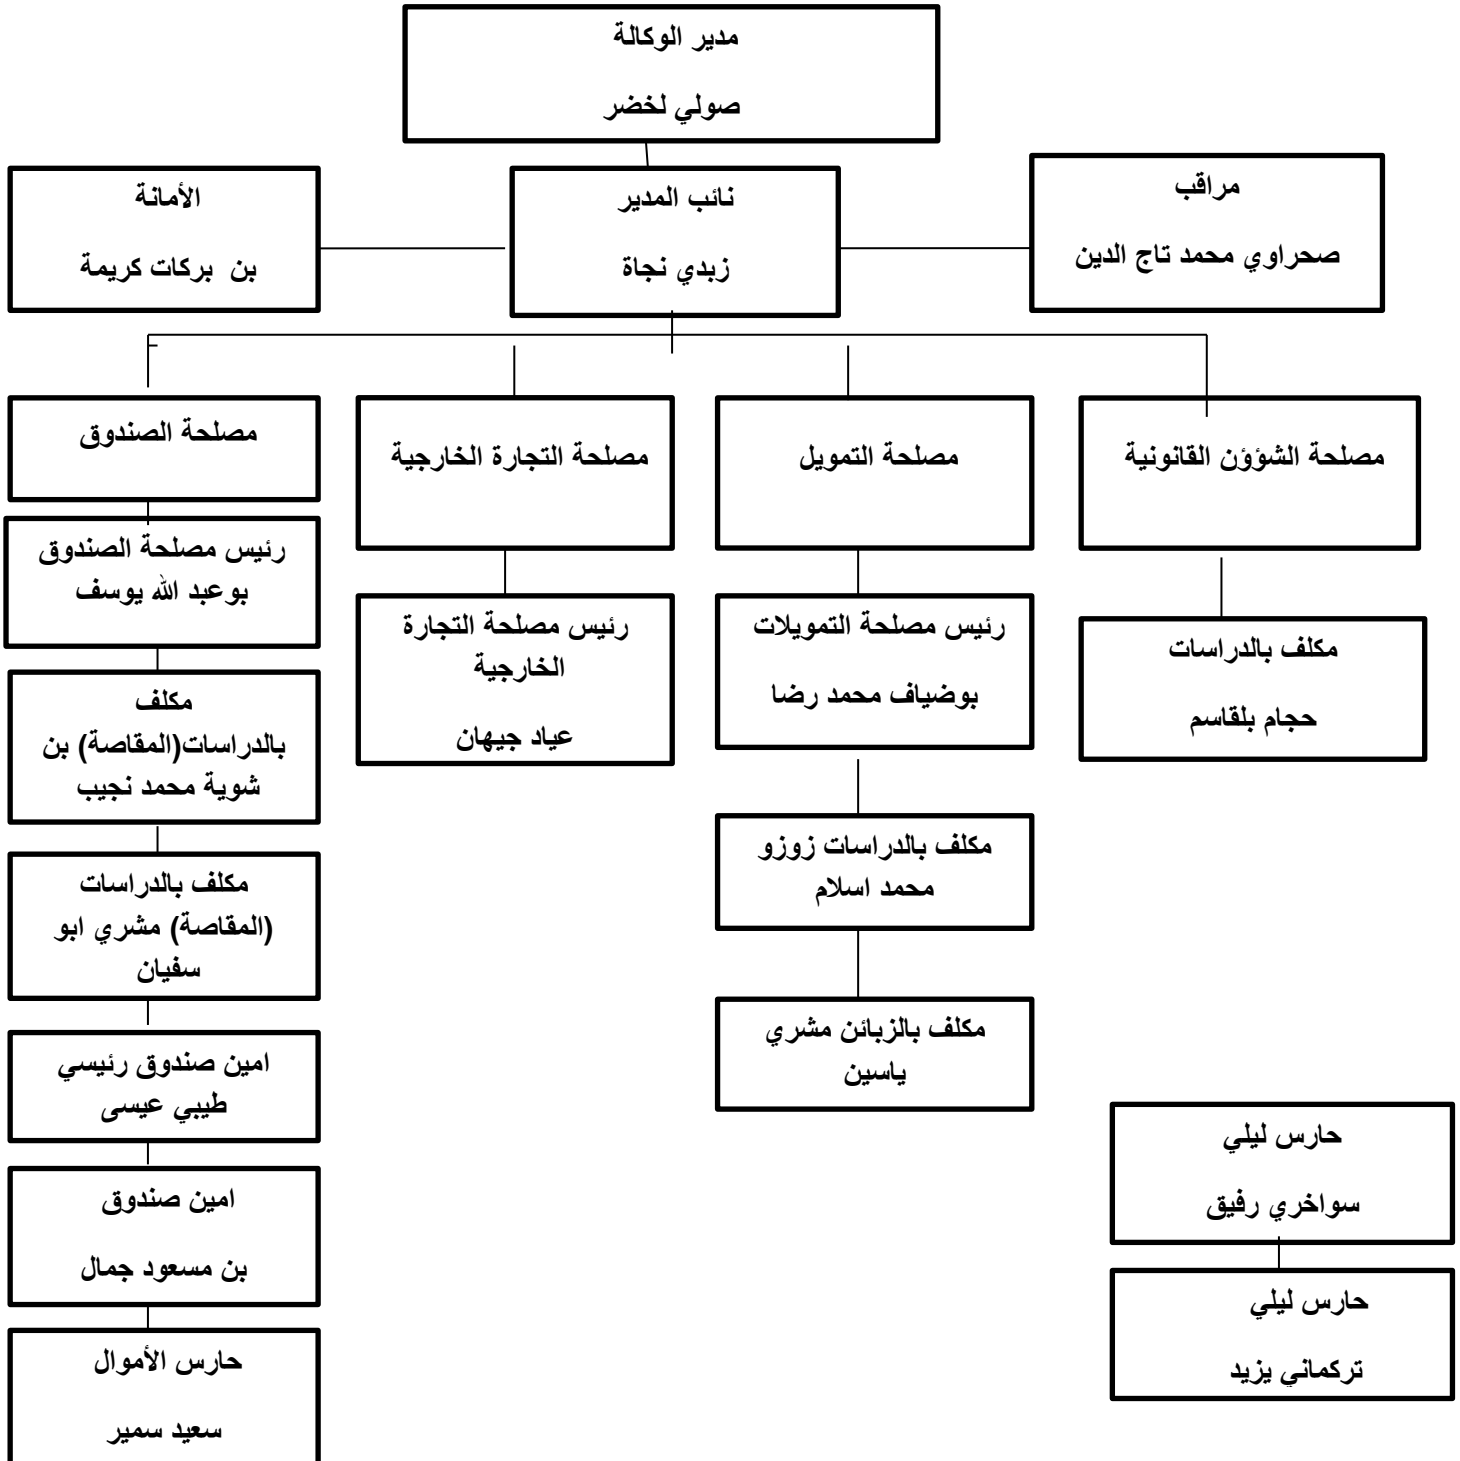 مدير الوكالة
صولي لخضر
مراقب
صحراوي محمد تاج الدين
نائب المدير
زبدي نجاة
الأمانة
بن بركات كريمة
مصلحة الشؤؤن القانونية
مكلف بالدراسات
حجام بلقاسم
مصلحة التمويل
رئيس مصلحة التمويلات
بوضياف محمد رضا
مكلف بالدراسات زوزو
محمد اسلام
مكلف بالزبائن مشري
ياسين
مصلحة التجارة الخارجية
رئيس مصلحة التجارة
الخارجية
عياد جيهان
مصلحة الصندوق
رئيس مصلحة الصندوق
بوعبد الله يوسف
مكلف
بالدراسات(المقاصة) بن
شوية محمد نجيب
مكلف بالدراسات
(المقاصة) مشري ابو
سفيان
امين صندوق رئيسي
طيبي عيسى
امين صندوق
بن مسعود جمال
حارس الأموال
سعيد سمير
حارس ليلي
سواخري رفيق
حارس ليلي
تركماني يزيد